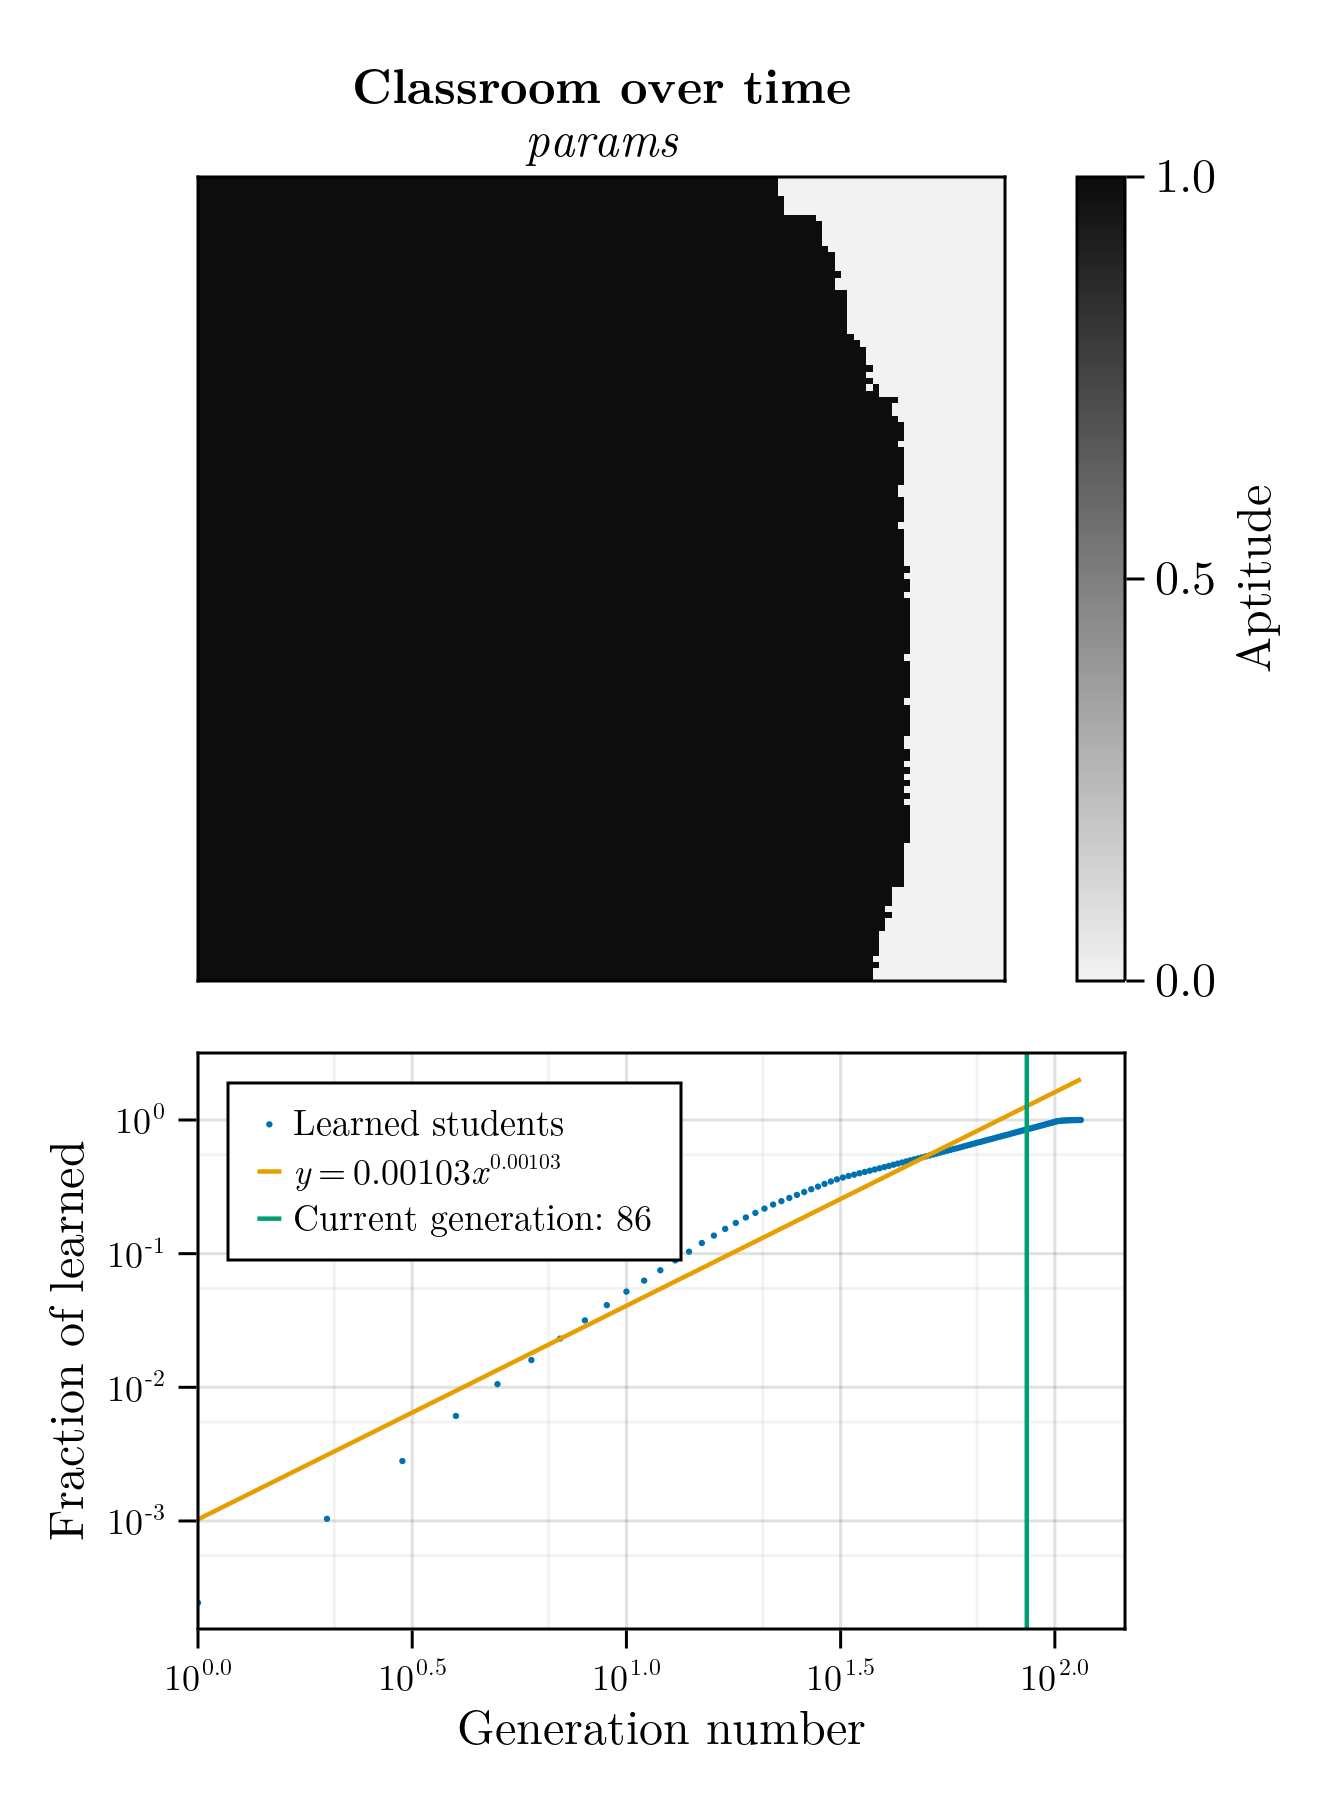 Classroom over time
params
1.0
0.5
0.0
Aptitude
Learned students
y = 0.00103x^0.00103
Current generation: 86
10^0
10^-1
10^-2
10^-3
Fraction of learned
10^0.0 10^0.5 10^1.0 10^1.5 10^2.0
Generation number